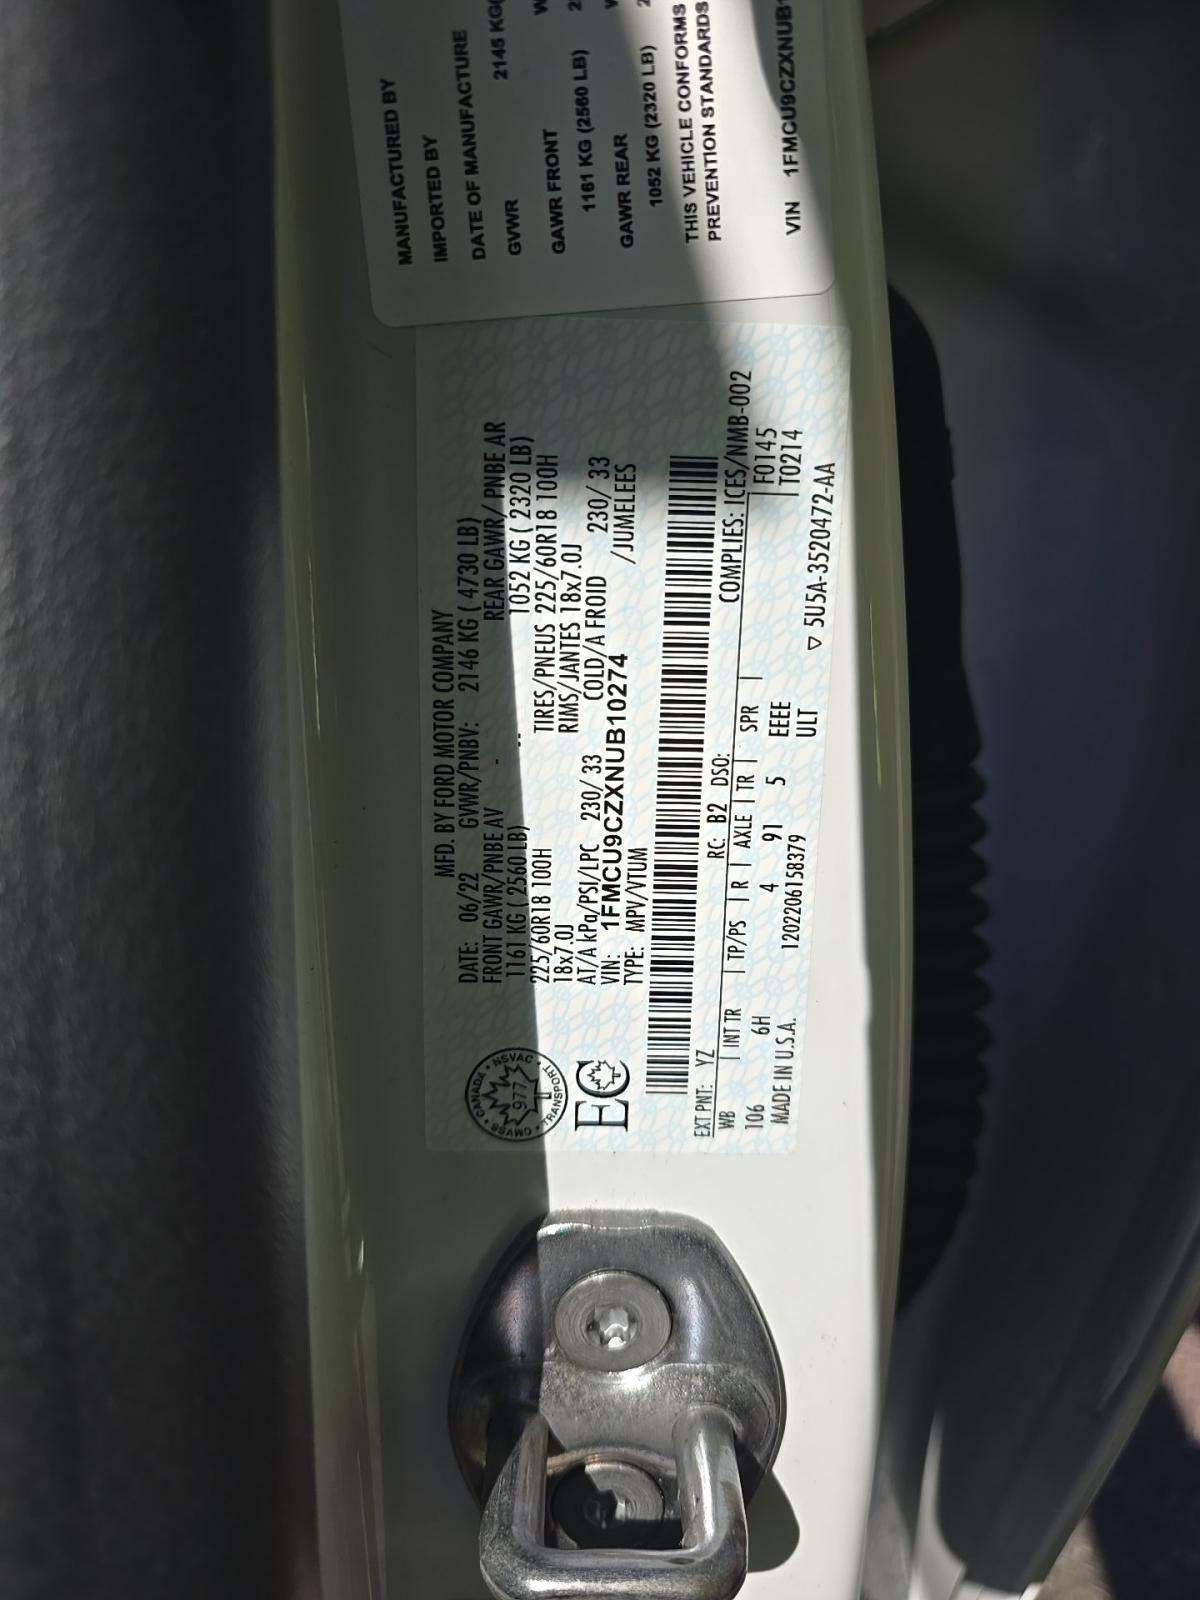 MFD. BY FORD MOTOR COMPANY
DATE: 06/22 GVWR/PNBV: 2146 KG ( 4730 LB)
FRONT GAWR/PNBE AV - REAR GAWR/ PNBE AR
1161 KG ( 2560 LB) 1052 KG ( 2320 LB)
225/60R18 100H TIRES/PNEUS 225/60R18 100H
18x7.0J RIMS/JANTES 18x7.0J
AT/A kPa/PSI/LPC 230/ 33 COLD/A FROID 230/ 33
VIN: 1FMCU9CZXNUB10274 /JUMELEES
TYPE: MPV/VTUM
CANADA • NSVAC • TRANSPORT • CMVSS
977
EC
EXT PNT: YZ RC: B2 DSO: COMPLIES: ICES/NMB-002
WB | INT TR | TP/PS | R | AXLE | TR | SPR | F0145
106 6H 4 91 5 EEEE T0214
MADE IN U.S.A. 1202206158379 ULT
▽ 5U5A-3520472-AA
MANUFACTURED BY
IMPORTED BY
DATE OF MANUFACTURE
GVWR 2145 KG
GAWR FRONT
1161 KG (2560 LB)
GAWR REAR
1052 KG (2320 LB)
THIS VEHICLE CONFORMS
PREVENTION STANDARDS
VIN 1FMCU9CZXNUB1